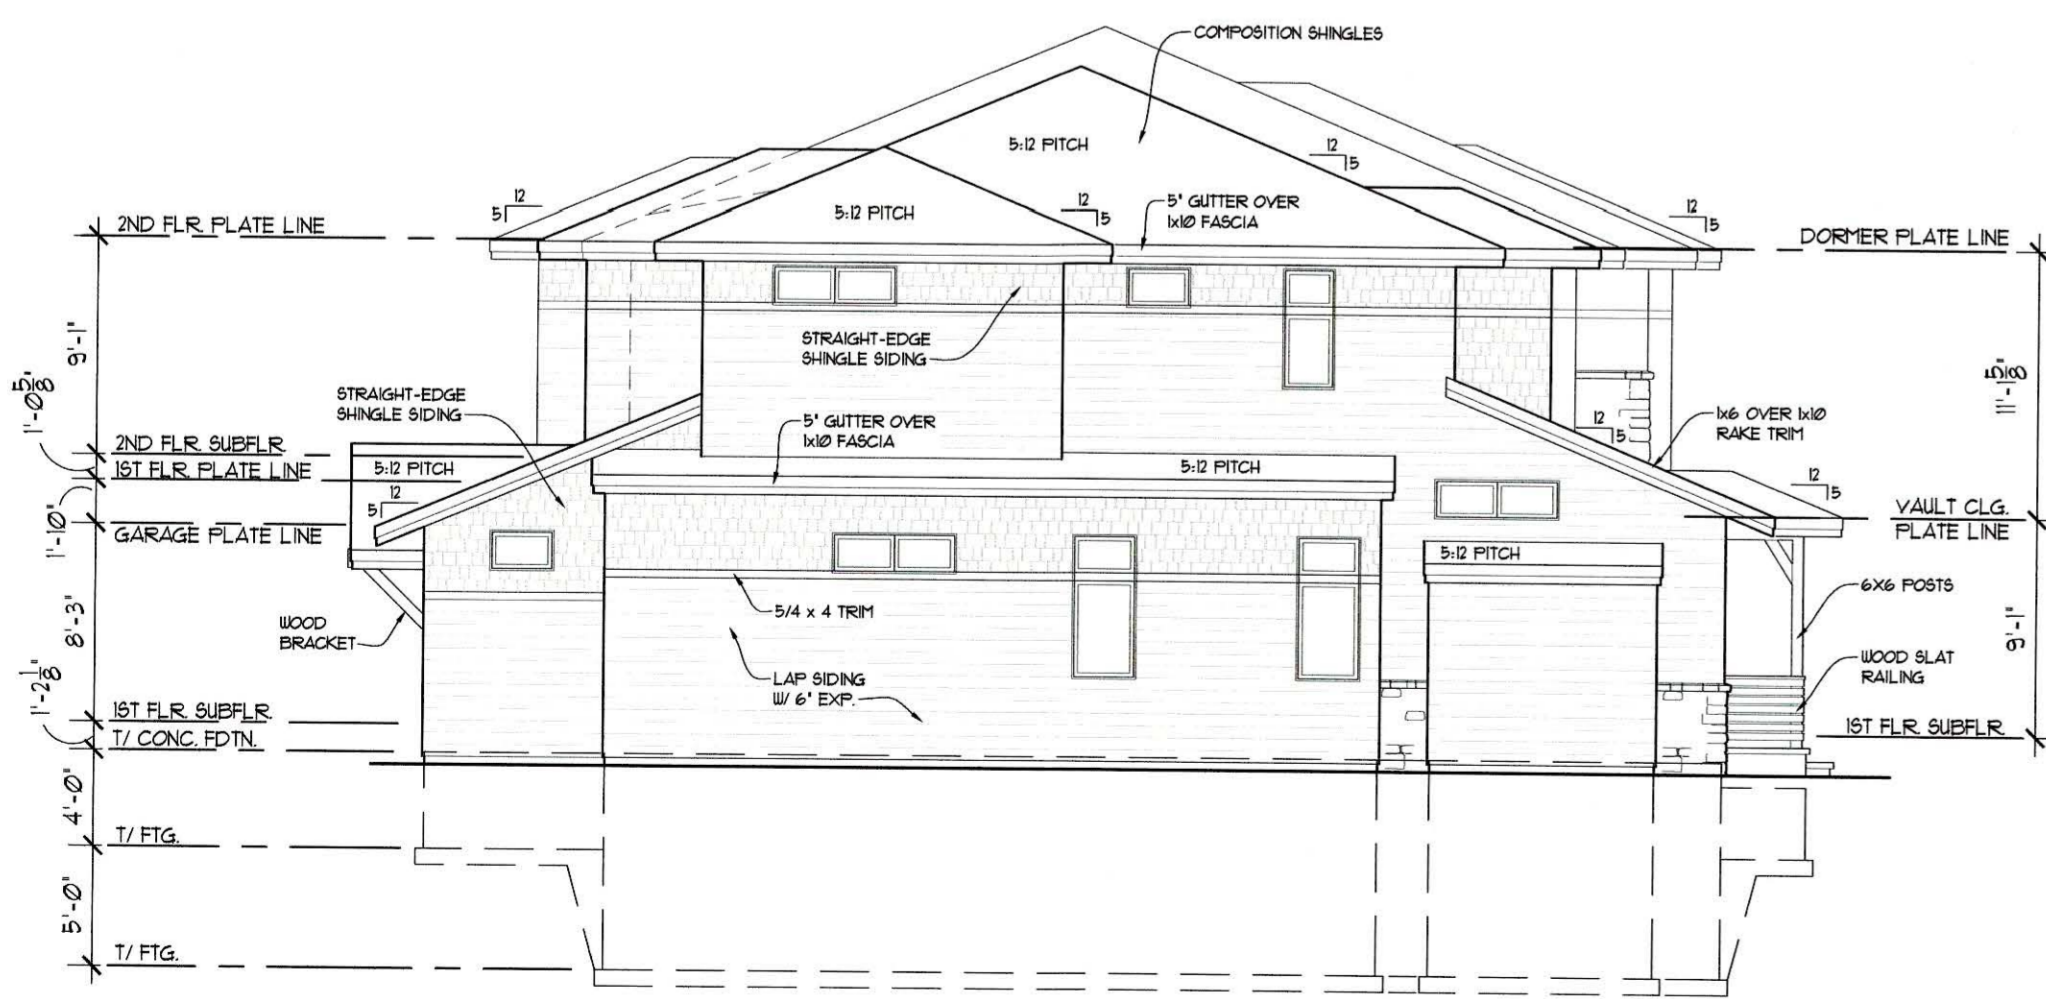 COMPOSITION SHINGLES
5:12 PITCH
12
5
12
5
5:12 PITCH
12
5
5" GUTTER OVER
1x10 FASCIA
12
5
2ND FLR. PLATE LINE
DORMER PLATE LINE
9'-1"
11'-1 5/8"
STRAIGHT-EDGE
SHINGLE SIDING
STRAIGHT-EDGE
SHINGLE SIDING
5" GUTTER OVER
1x10 FASCIA
1x6 OVER 1x10
RAKE TRIM
12
5
1'-0 5/8"
2ND FLR. SUBFLR.
1ST FLR. PLATE LINE
5:12 PITCH
5:12 PITCH
12
5
12
5
1'-10"
GARAGE PLATE LINE
VAULT CLG.
PLATE LINE
5:12 PITCH
6X6 POSTS
5/4 x 4 TRIM
8'-3"
WOOD
BRACKET
9'-1"
LAP SIDING
W/ 6" EXP.
WOOD SLAT
RAILING
1'-2 1/8"
1ST FLR. SUBFLR.
1ST FLR. SUBFLR.
T/ CONC. FDTN.
4'-0"
T/ FTG.
5'-0"
T/ FTG.